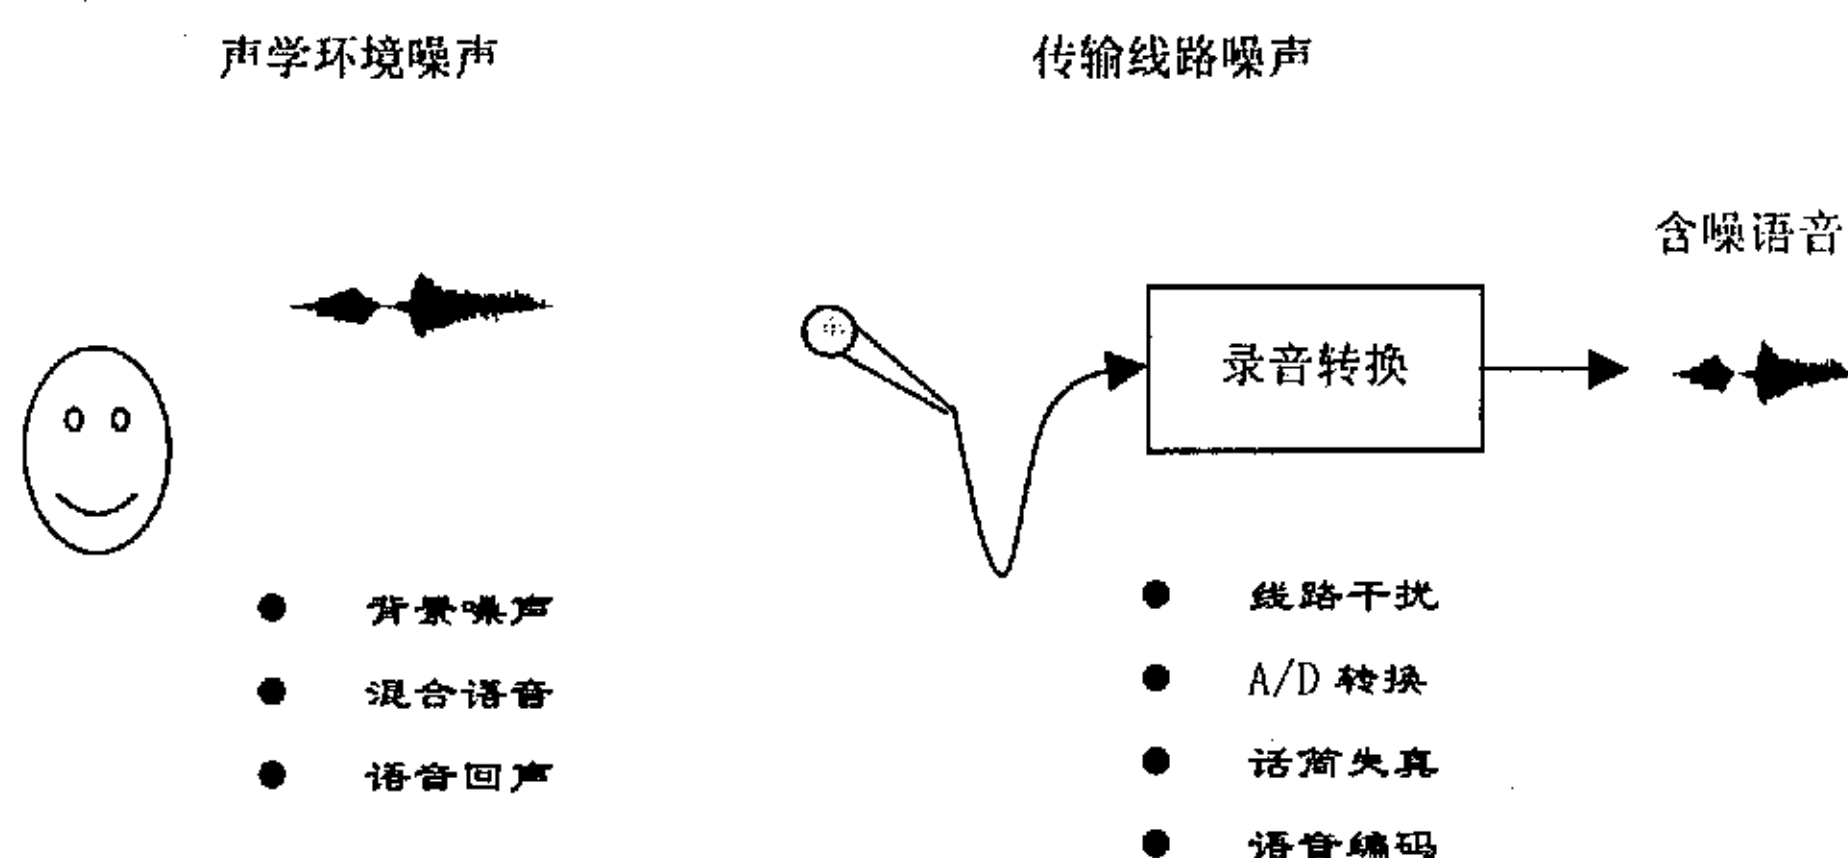 声学环境噪声
传输线路噪声
含噪语音
录音转换
背景噪声
混合语音
语音回声
线路干扰
A/D 转换
话筒失真
语音编码